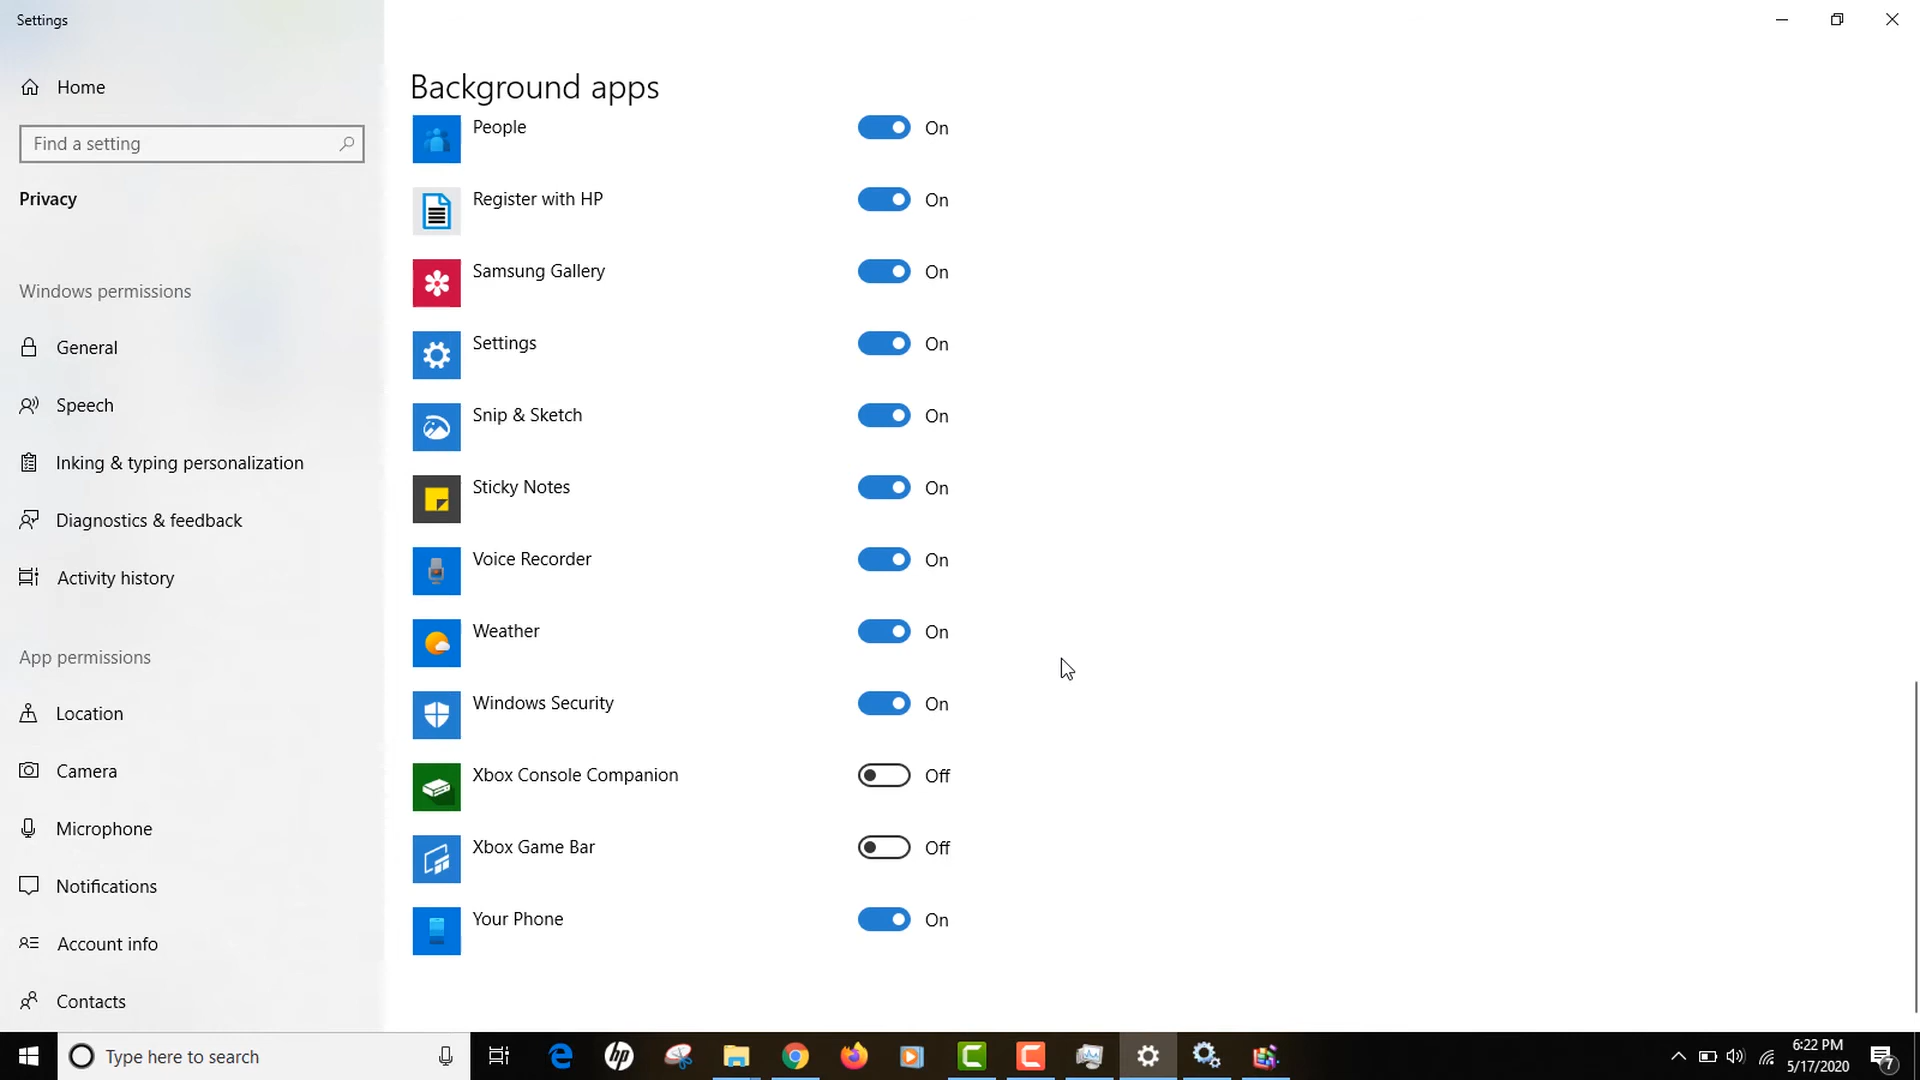 Settings
Home
Find a setting
Privacy
Windows permissions
General
Speech
Inking & typing personalization
Diagnostics & feedback
Activity history
App permissions
Location
Camera
Microphone
Notifications
Account info
Contacts
Background apps
People On
Register with HP On
Samsung Gallery On
Settings On
Snip & Sketch On
Sticky Notes On
Voice Recorder On
Weather On
Windows Security On
Xbox Console Companion Off
Xbox Game Bar Off
Your Phone On
Type here to search
hp
6:22 PM
5/17/2020
7